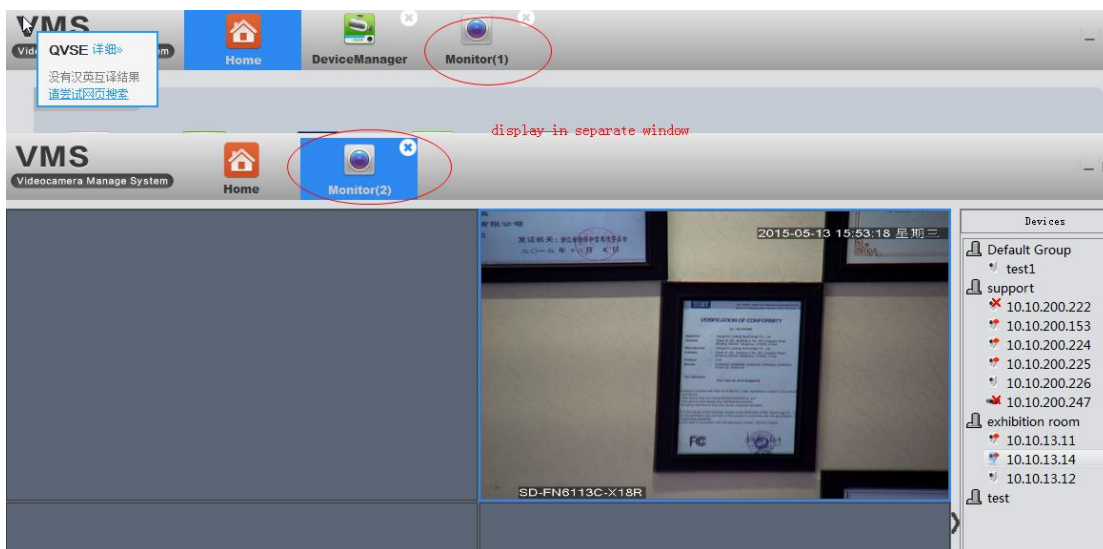 VMS
QVSE 详细»
没有汉英互译结果
请尝试网页搜索
Home
DeviceManager
Monitor(1)
display in separate window
VMS
Videocamera Manage System
Home
Monitor(2)
2015-05-13 15:53:18 星期三
VERIFICATION OF CONFORMITY
FC
SD-FN6113C-X18R
Devices
Default Group
test1
support
10.10.200.222
10.10.200.153
10.10.200.224
10.10.200.225
10.10.200.226
10.10.200.247
exhibition room
10.10.13.11
10.10.13.14
10.10.13.12
test